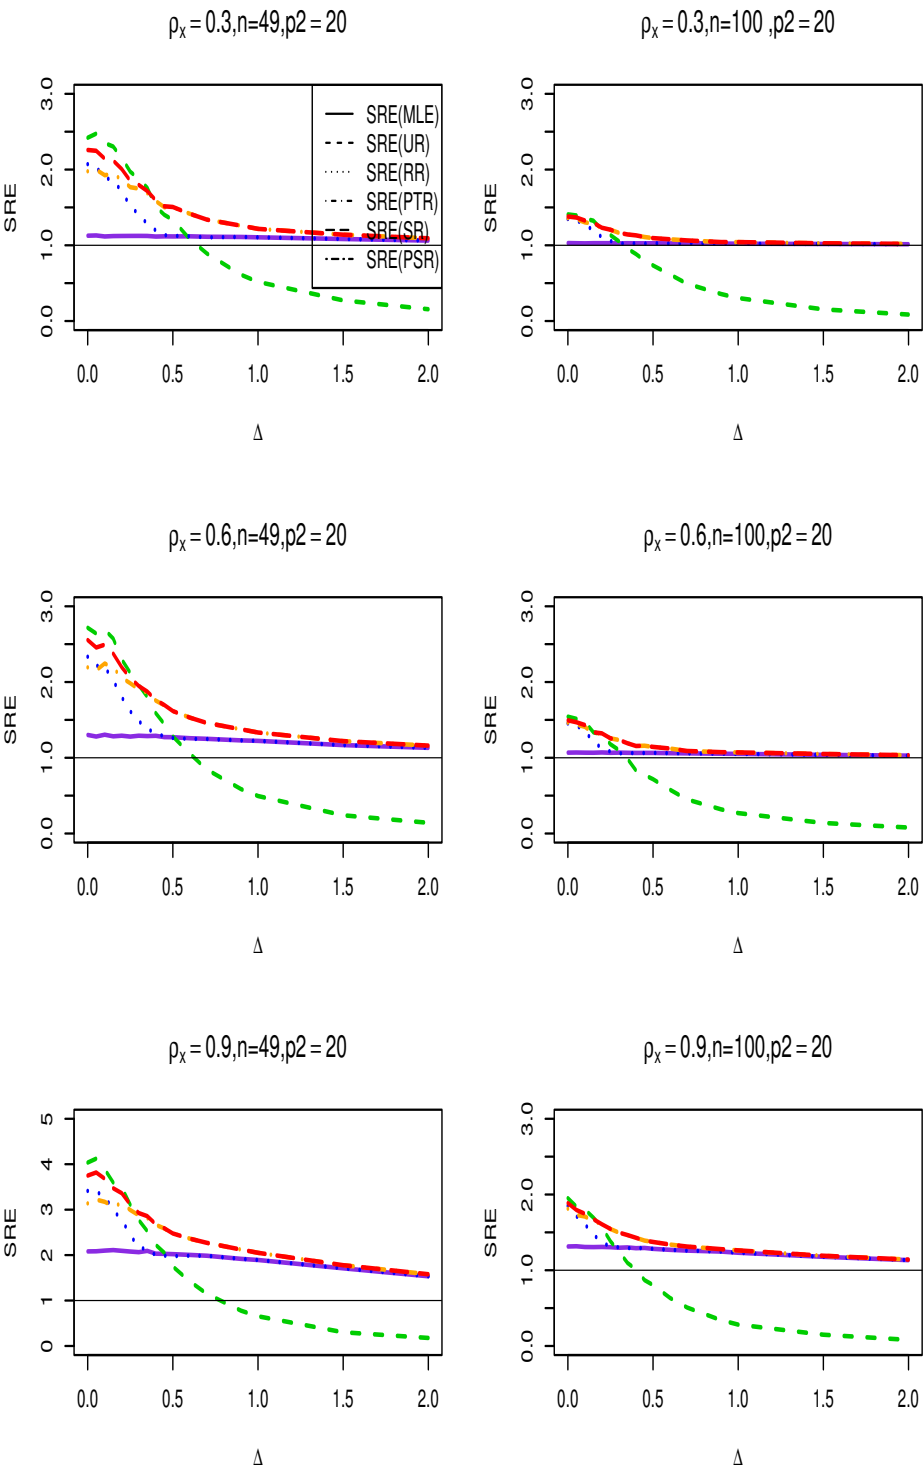 ρx = 0.3,n=49,p2 = 20
SRE
3.0
2.0
1.0
0.0
SRE(MLE)
SRE(UR)
SRE(RR)
SRE(PTR)
SRE(SR)
SRE(PSR)
0.0 0.5 1.0 1.5 2.0
Δ
ρx = 0.3,n=100 ,p2 = 20
SRE
3.0
2.0
1.0
0.0
0.0 0.5 1.0 1.5 2.0
Δ
ρx = 0.6,n=49,p2 = 20
SRE
3.0
2.0
1.0
0.0
0.0 0.5 1.0 1.5 2.0
Δ
ρx = 0.6,n=100,p2 = 20
SRE
3.0
2.0
1.0
0.0
0.0 0.5 1.0 1.5 2.0
Δ
ρx = 0.9,n=49,p2 = 20
SRE
5
4
3
2
1
0
0.0 0.5 1.0 1.5 2.0
Δ
ρx = 0.9,n=100,p2 = 20
SRE
3.0
2.0
1.0
0.0
0.0 0.5 1.0 1.5 2.0
Δ